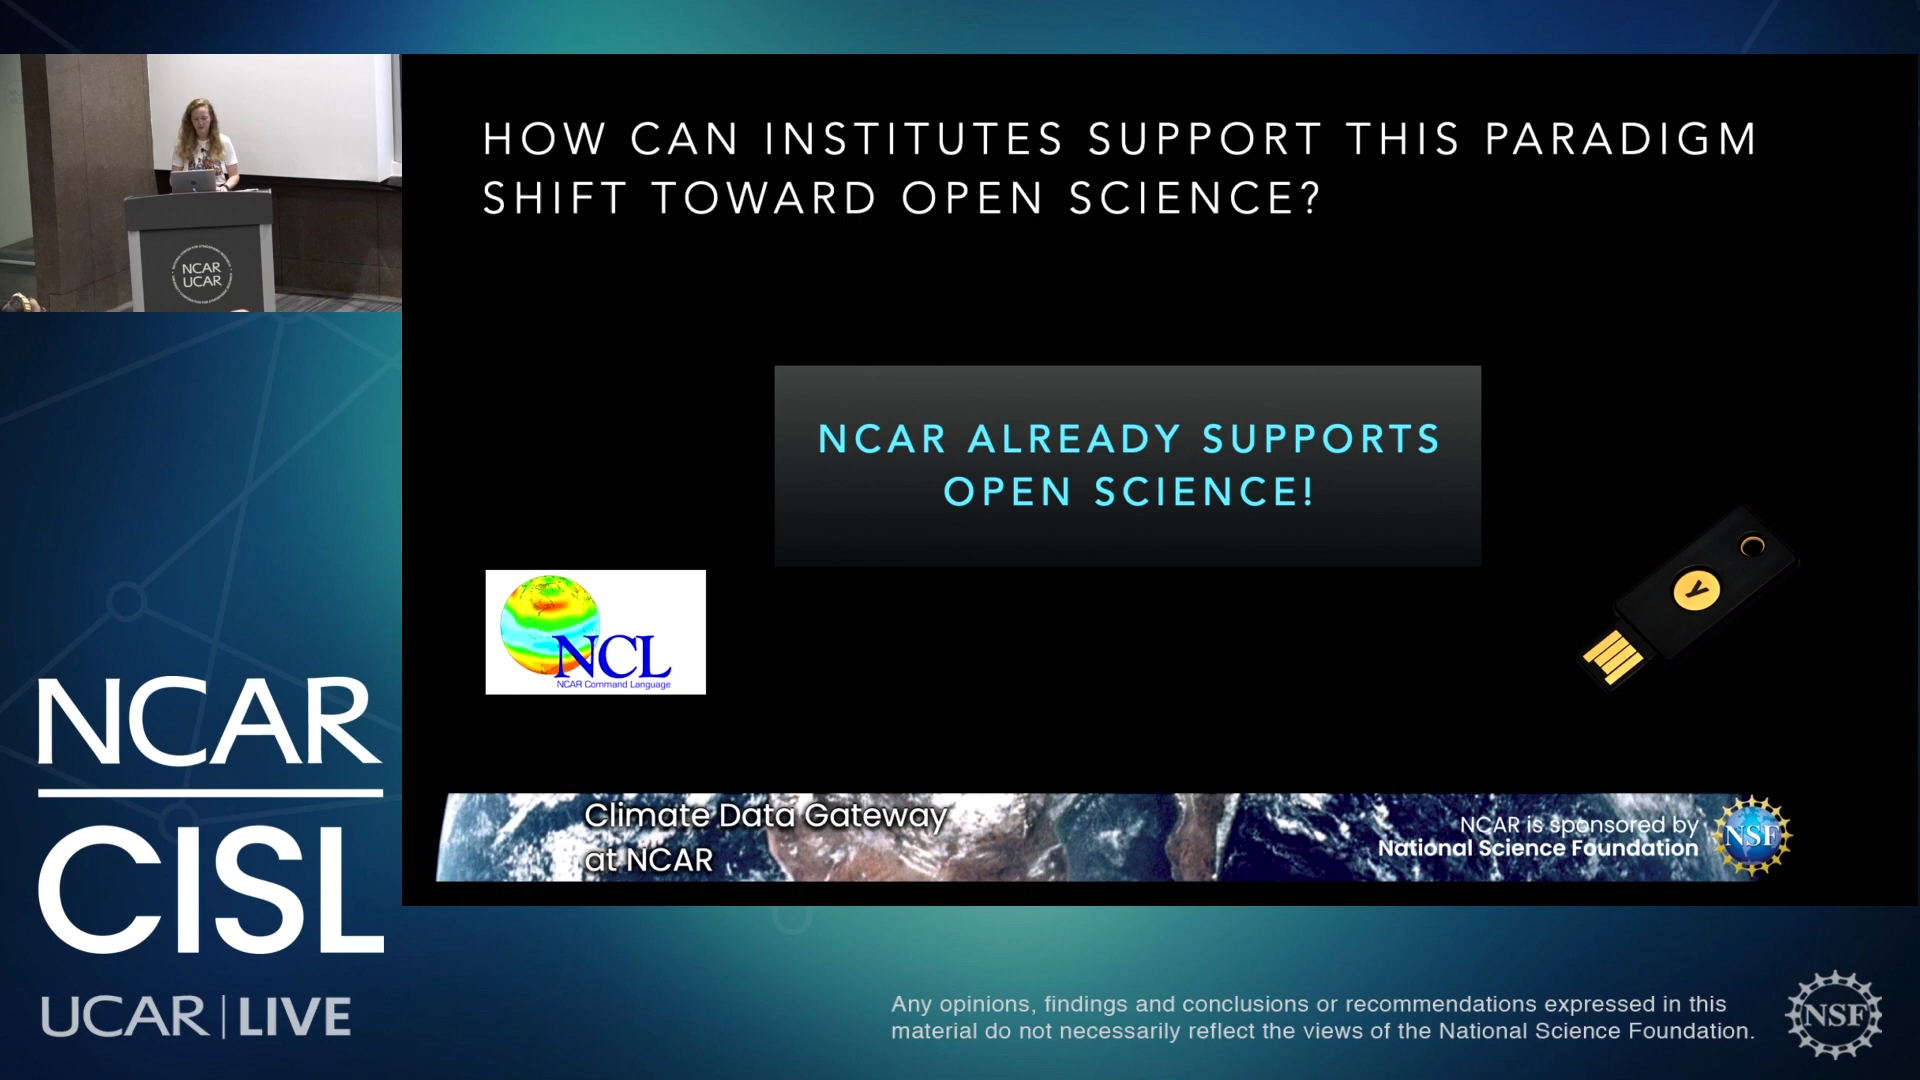 HOW CAN INSTITUTES SUPPORT THIS PARADIGM
SHIFT TOWARD OPEN SCIENCE?
NCAR ALREADY SUPPORTS
OPEN SCIENCE!
NCL
NCAR Command Language
y
Climate Data Gateway
at NCAR
NCAR is sponsored by
National Science Foundation
NSF
NCAR
UCAR
NCAR
CISL
UCAR | LIVE
Any opinions, findings and conclusions or recommendations expressed in this
material do not necessarily reflect the views of the National Science Foundation.
NSF